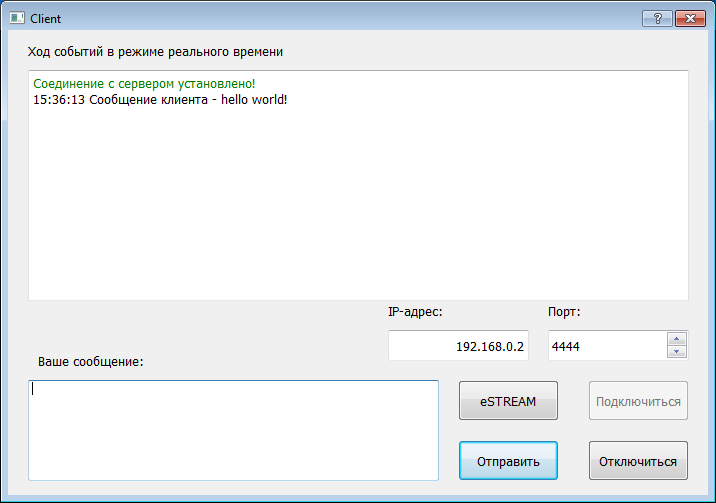 Client
Ход событий в режиме реального времени
Соединение с сервером установлено!
15:36:13 Сообщение клиента - hello world!
IP-адрес:
Порт:
192.168.0.2
4444
Ваше сообщение:
eSTREAM
Подключиться
Отправить
Отключиться